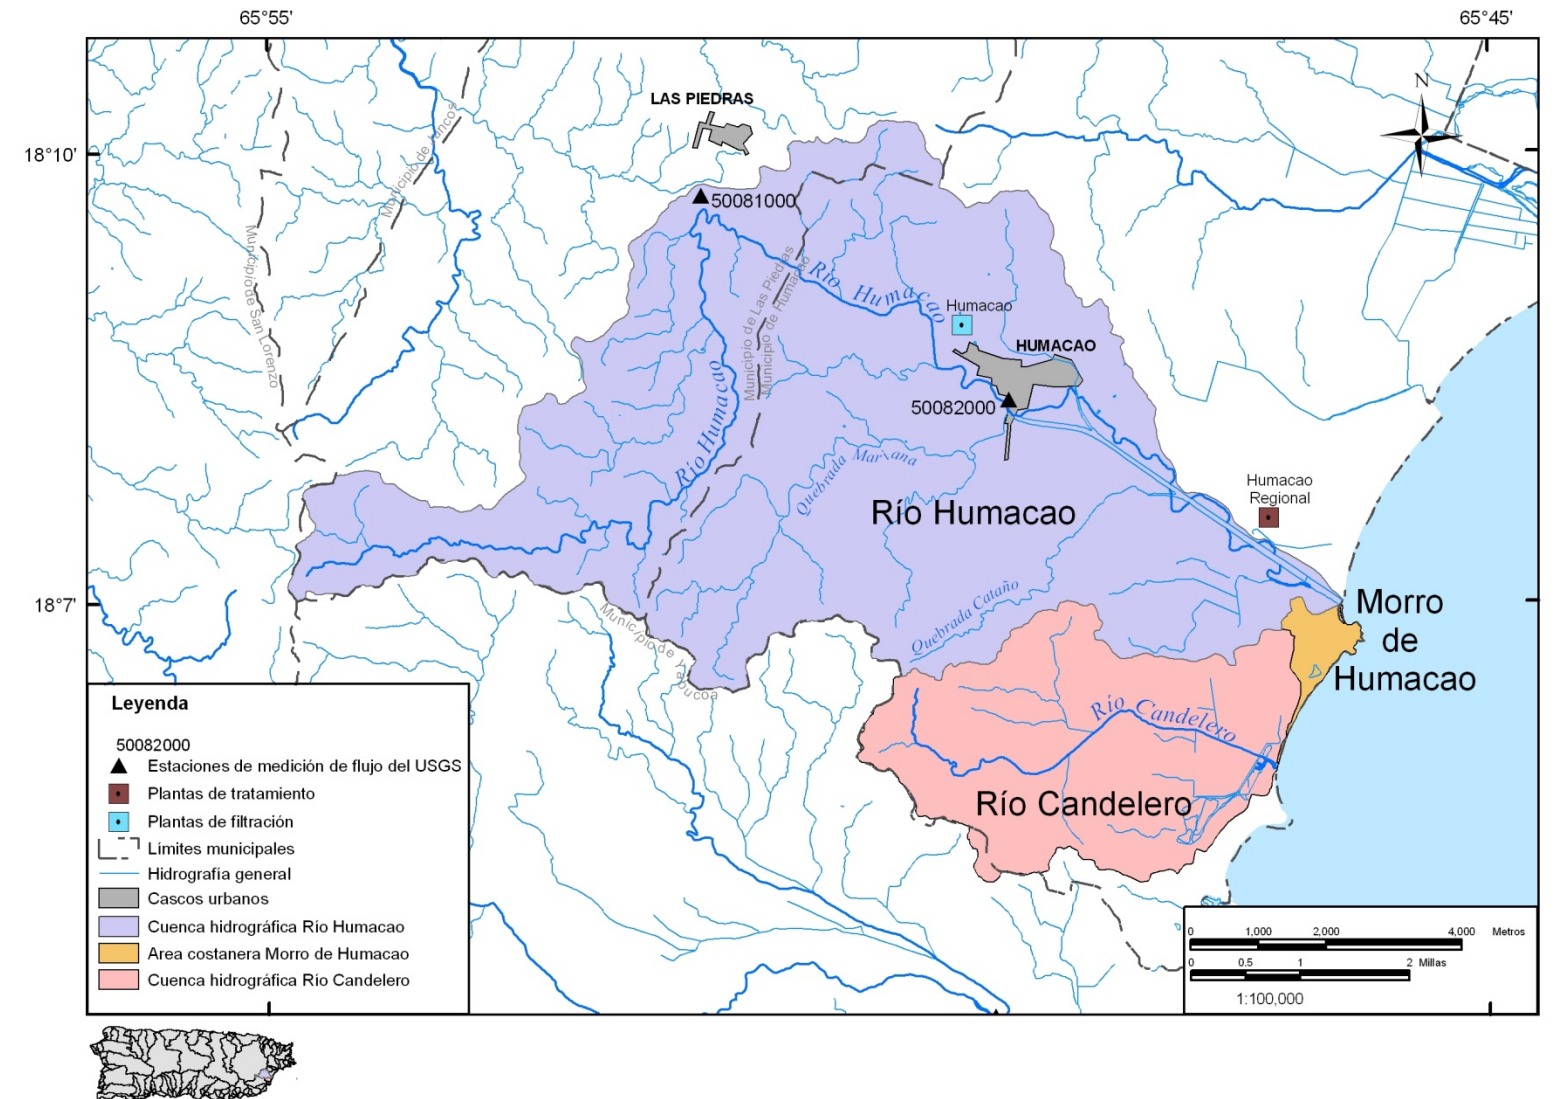 65°55'
65°45'
N
LAS PIEDRAS
18°10'
Municipio de Juncos
50081000
Municipio de San Lorenzo
Municipio de Las Piedras
Municipio de Humacao
Río Humacao
Humacao
HUMACAO
50082000
Río Humacao
Quebrada Mariana
Río Humacao
Humacao
Regional
18°7'
Quebrada Cataño
Municipio de Yabucoa
Morro
de
Humacao
Río Candelero
Río Candelero
Leyenda
50082000
Estaciones de medición de flujo del USGS
Plantas de tratamiento
Plantas de filtración
Límites municipales
Hidrografía general
Cascos urbanos
Cuenca hidrográfica Río Humacao
Area costanera Morro de Humacao
Cuenca hidrográfica Río Candelero
0 1,000 2,000 4,000 Metros
0 0.5 1 2 Millas
1:100,000